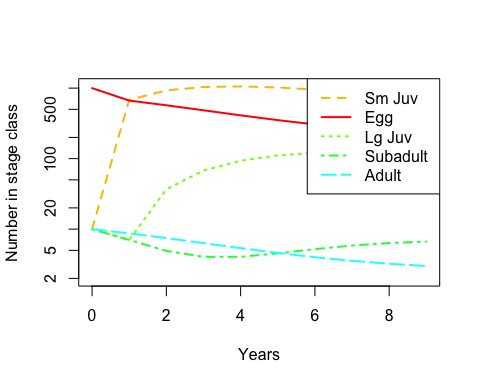 Number in stage class
500
100
20
5
2
Sm Juv
Egg
Lg Juv
Subadult
Adult
0 2 4 6 8
Years